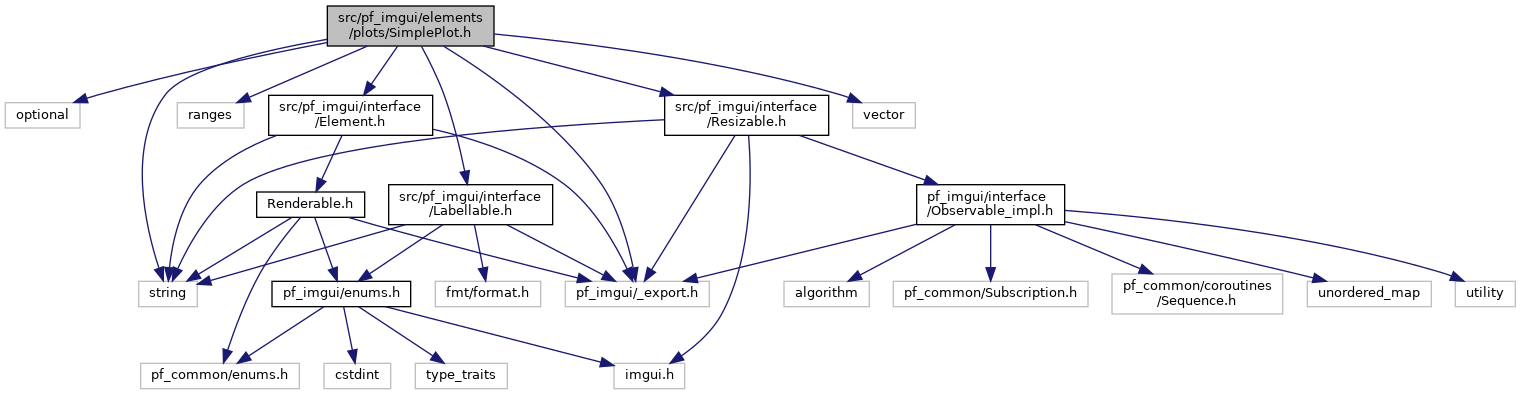 src/pf_imgui/elements
/plots/SimplePlot.h
optional
ranges
src/pf_imgui/interface
/Element.h
src/pf_imgui/interface
/Resizable.h
vector
Renderable.h
src/pf_imgui/interface
/Labellable.h
pf_imgui/interface
/Observable_impl.h
string
pf_imgui/enums.h
fmt/format.h
pf_imgui/_export.h
algorithm
pf_common/Subscription.h
pf_common/coroutines
/Sequence.h
unordered_map
utility
pf_common/enums.h
cstdint
type_traits
imgui.h